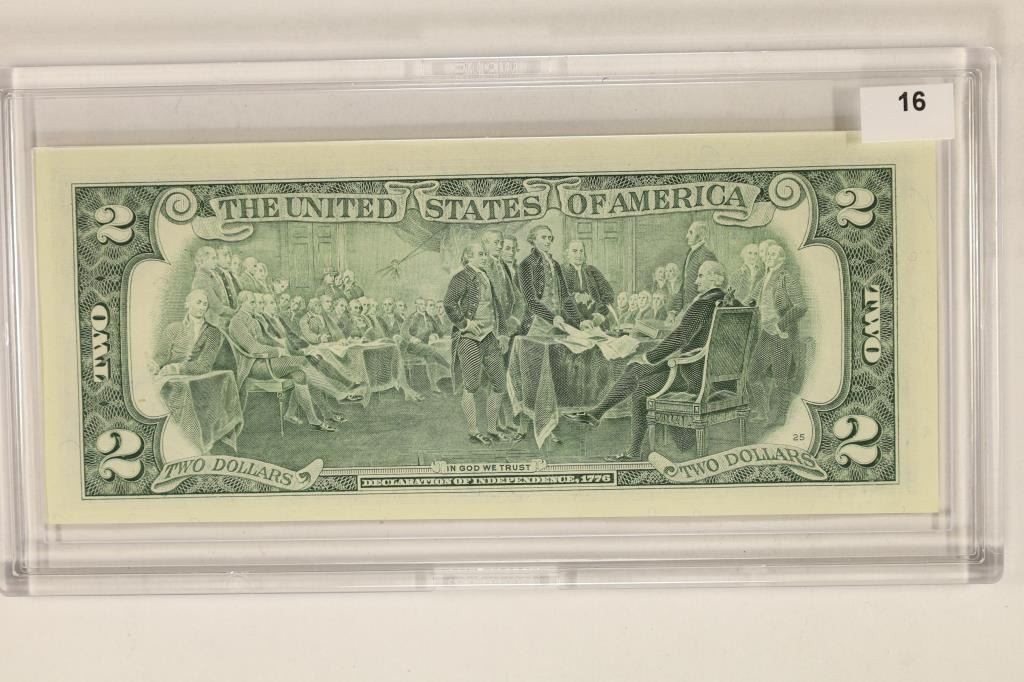 16
THE UNITED STATES OF AMERICA
2
2
TWO
TWO
2
2
25
TWO DOLLARS
IN GOD WE TRUST
TWO DOLLARS
DECLARATION OF INDEPENDENCE, 1776